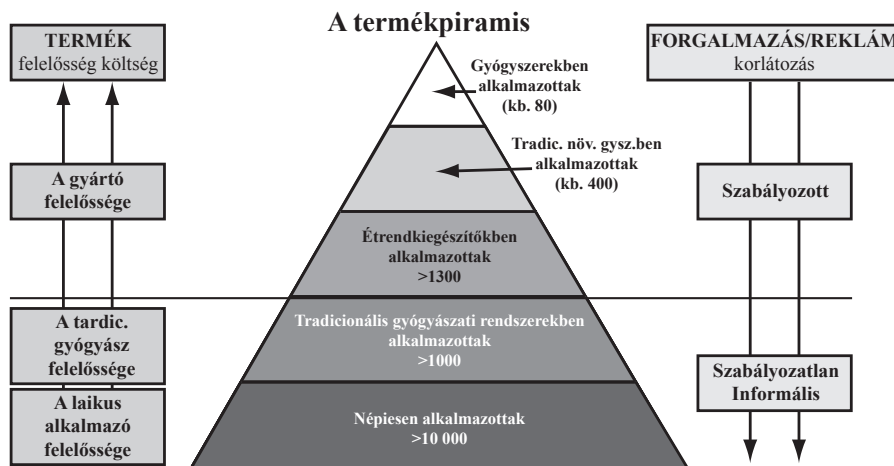 A termékpiramis
TERMÉK
felelősség költség
A gyártó
felelőssége
A tardic.
gyógyász
felelőssége
A laikus
alkalmazó
felelőssége
Gyógyszerekben
alkalmazottak
(kb. 80)
Tradic. növ. gysz.ben
alkalmazottak
(kb. 400)
Étrendkiegészítőkben
alkalmazottak
>1300
Tradicionális gyógyászati rendszerekben
alkalmazottak
>1000
Népiesen alkalmazottak
>10 000
FORGALMAZÁS/REKLÁM
korlátozás
Szabályozott
Szabályozatlan
Informális